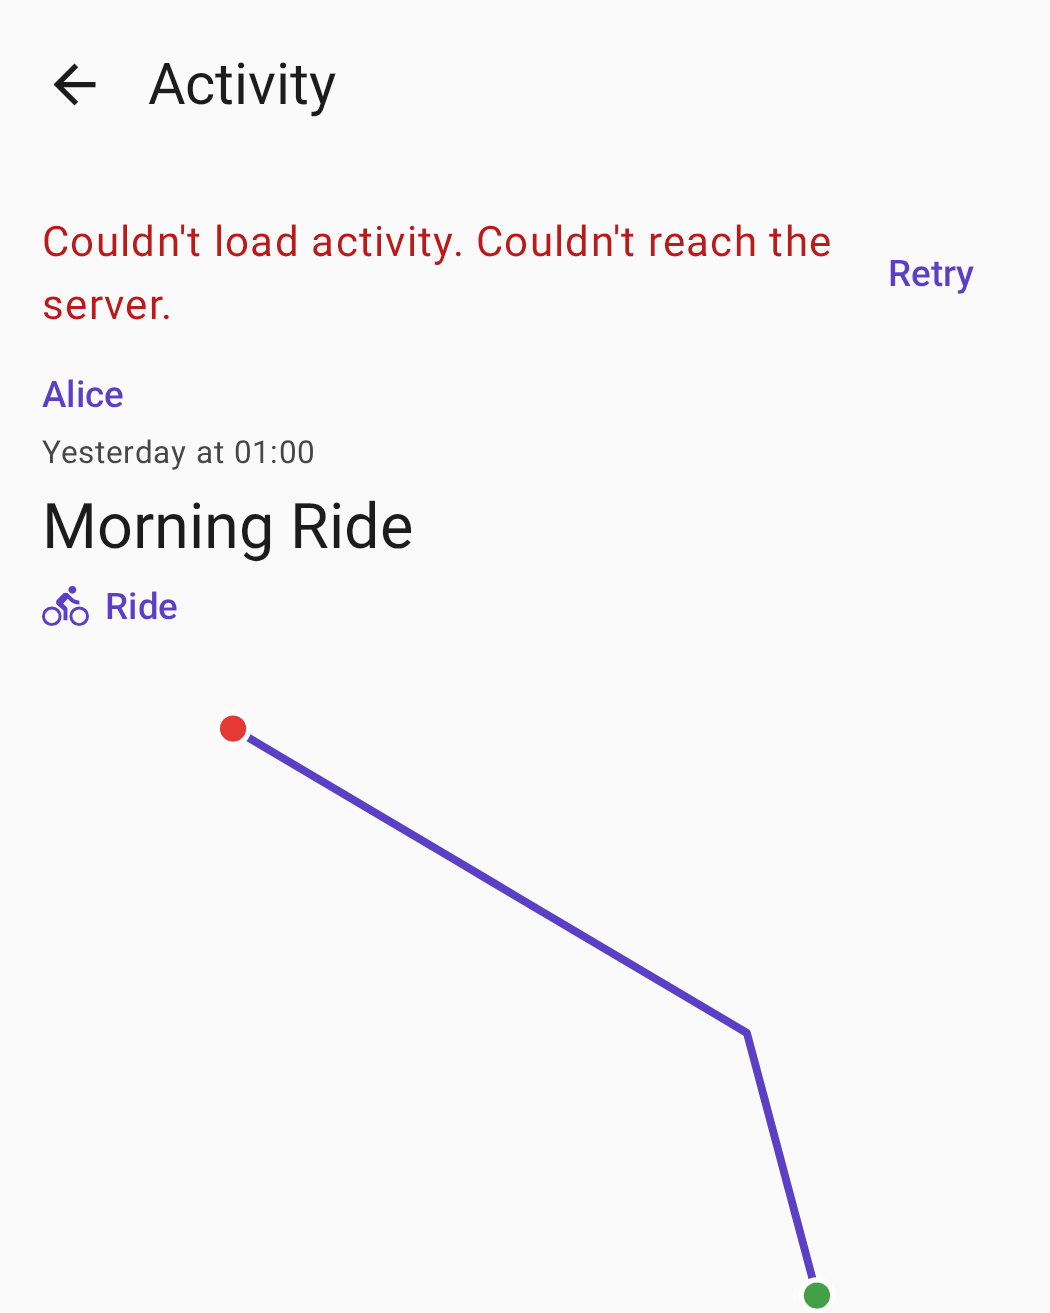 Activity
Couldn't load activity. Couldn't reach the
server.
Retry
Alice
Yesterday at 01:00
Morning Ride
Ride